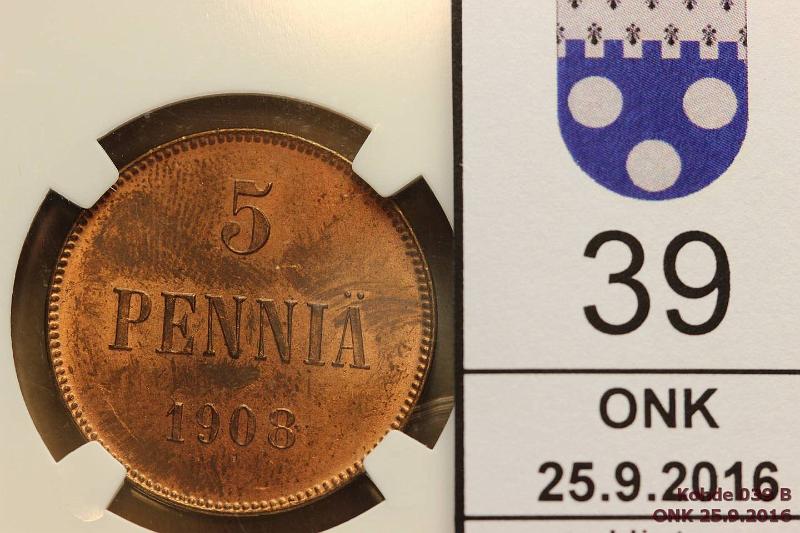 5
PENNIÄ
1908
39
ONK
25.9.2016
Kohde 039 B
ONK 25.9.2016